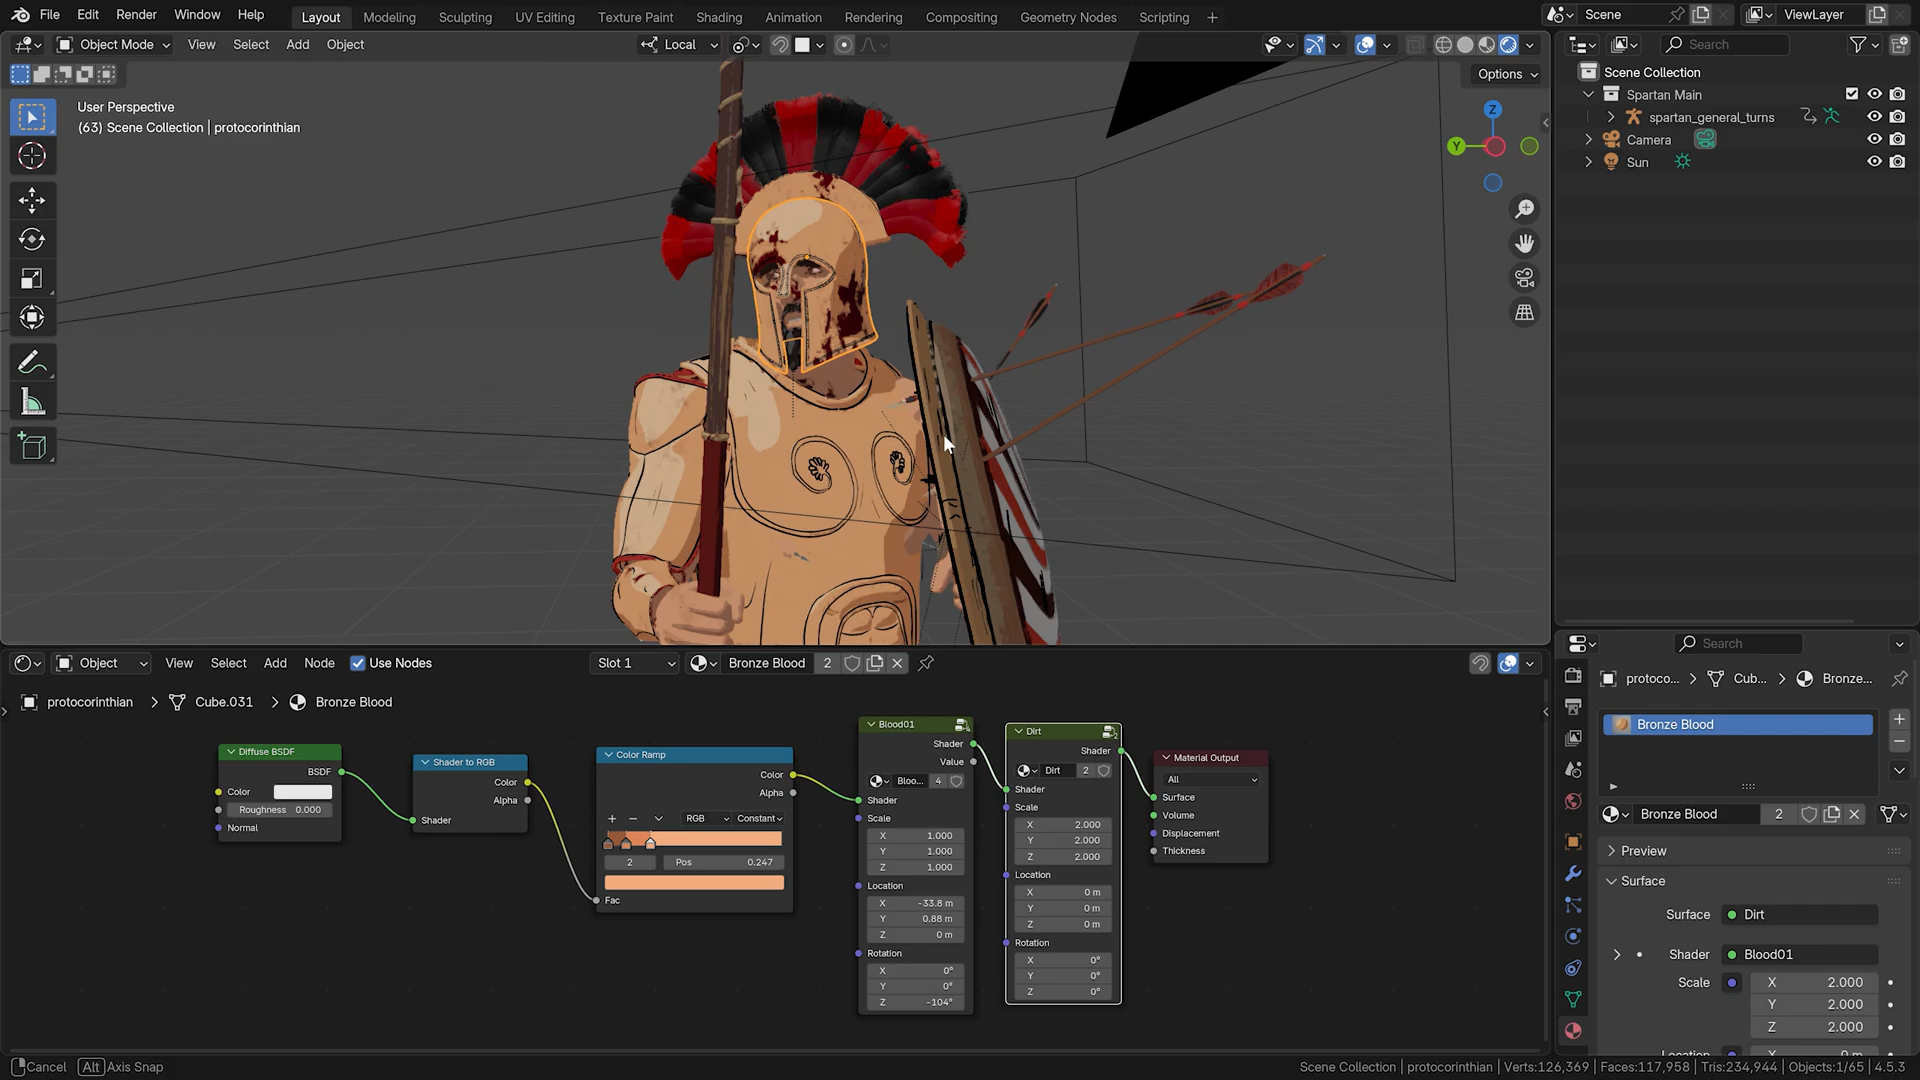 File Edit Render Window Help Layout Modeling Sculpting UV Editing Texture Paint Shading Animation Rendering Compositing Geometry Nodes Scripting + Scene ViewLayer
Object Mode View Select Add Object Local Search
Options
User Perspective
(63) Scene Collection | protocorinthian
Z
Y
Scene Collection
Spartan Main
spartan_general_turns
Camera
Sun
Object View Select Add Node Use Nodes Slot 1 Bronze Blood 2
protocorinthian > Cube.031 > Bronze Blood
Diffuse BSDF
BSDF
Color
Roughness 0.000
Normal
Shader to RGB
Color
Alpha
Shader
Color Ramp
Color
Alpha
RGB Constant
2 Pos 0.247
Fac
Blood01
Shader
Value
Bloo... 4
Shader
Scale
X 1.000
Y 1.000
Z 1.000
Location
X -33.8 m
Y 0.88 m
Z 0 m
Rotation
X 0°
Y 0°
Z -104°
Dirt
Shader
Dirt 2
Shader
Scale
X 2.000
Y 2.000
Z 2.000
Location
X 0 m
Y 0 m
Z 0 m
Rotation
X 0°
Y 0°
Z 0°
Material Output
All
Surface
Volume
Displacement
Thickness
Search
protoco... > Cub... > Bronze...
Bronze Blood
Bronze Blood 2
Preview
Surface
Surface Dirt
Shader Blood01
Scale X 2.000
Y 2.000
Z 2.000
Cancel Alt Axis Snap
Scene Collection | protocorinthian | Verts:126,369 | Faces:117,958 | Tris:234,944 | Objects:1/65 | 4.5.3